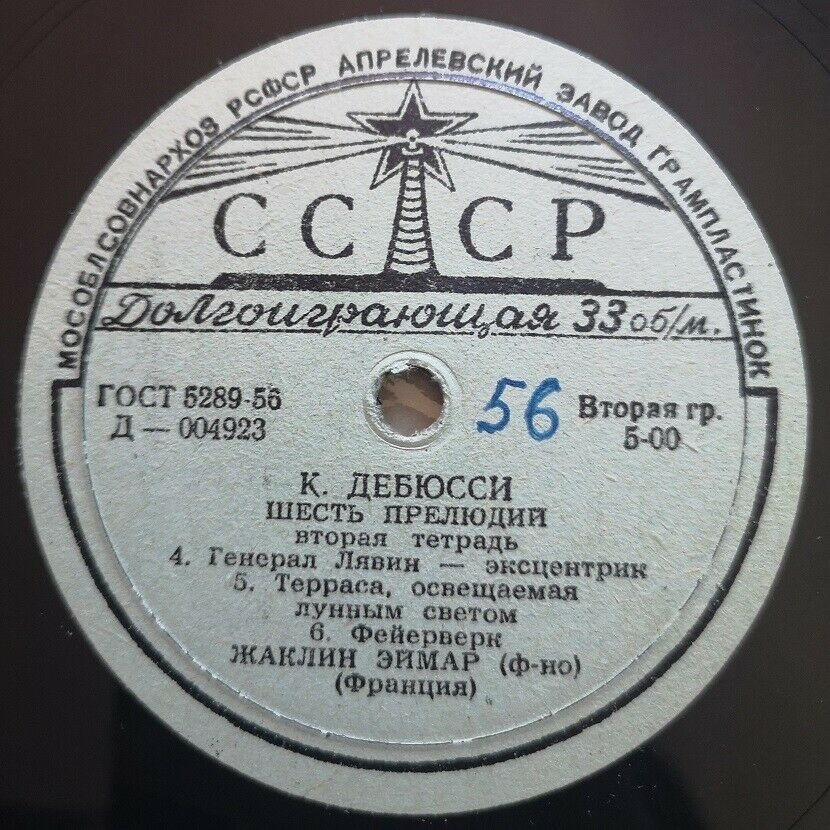 МОСОБЛСОВНАРХОЗ РСФСР АПРЕЛЕВСКИЙ ЗАВОД ГРАМПЛАСТИНОК
СССР
Долгоиграющая 33 об/м.
ГОСТ 5289-56
Д — 004923
56
Вторая гр.
5-00
К. ДЕБЮССИ
ШЕСТЬ ПРЕЛЮДИЙ
вторая тетрадь
4. Генерал Лявин — эксцентрик
5. Терраса, освещаемая
лунным светом
6. Фейерверк
ЖАКЛИН ЭЙМАР (ф-но)
(Франция)